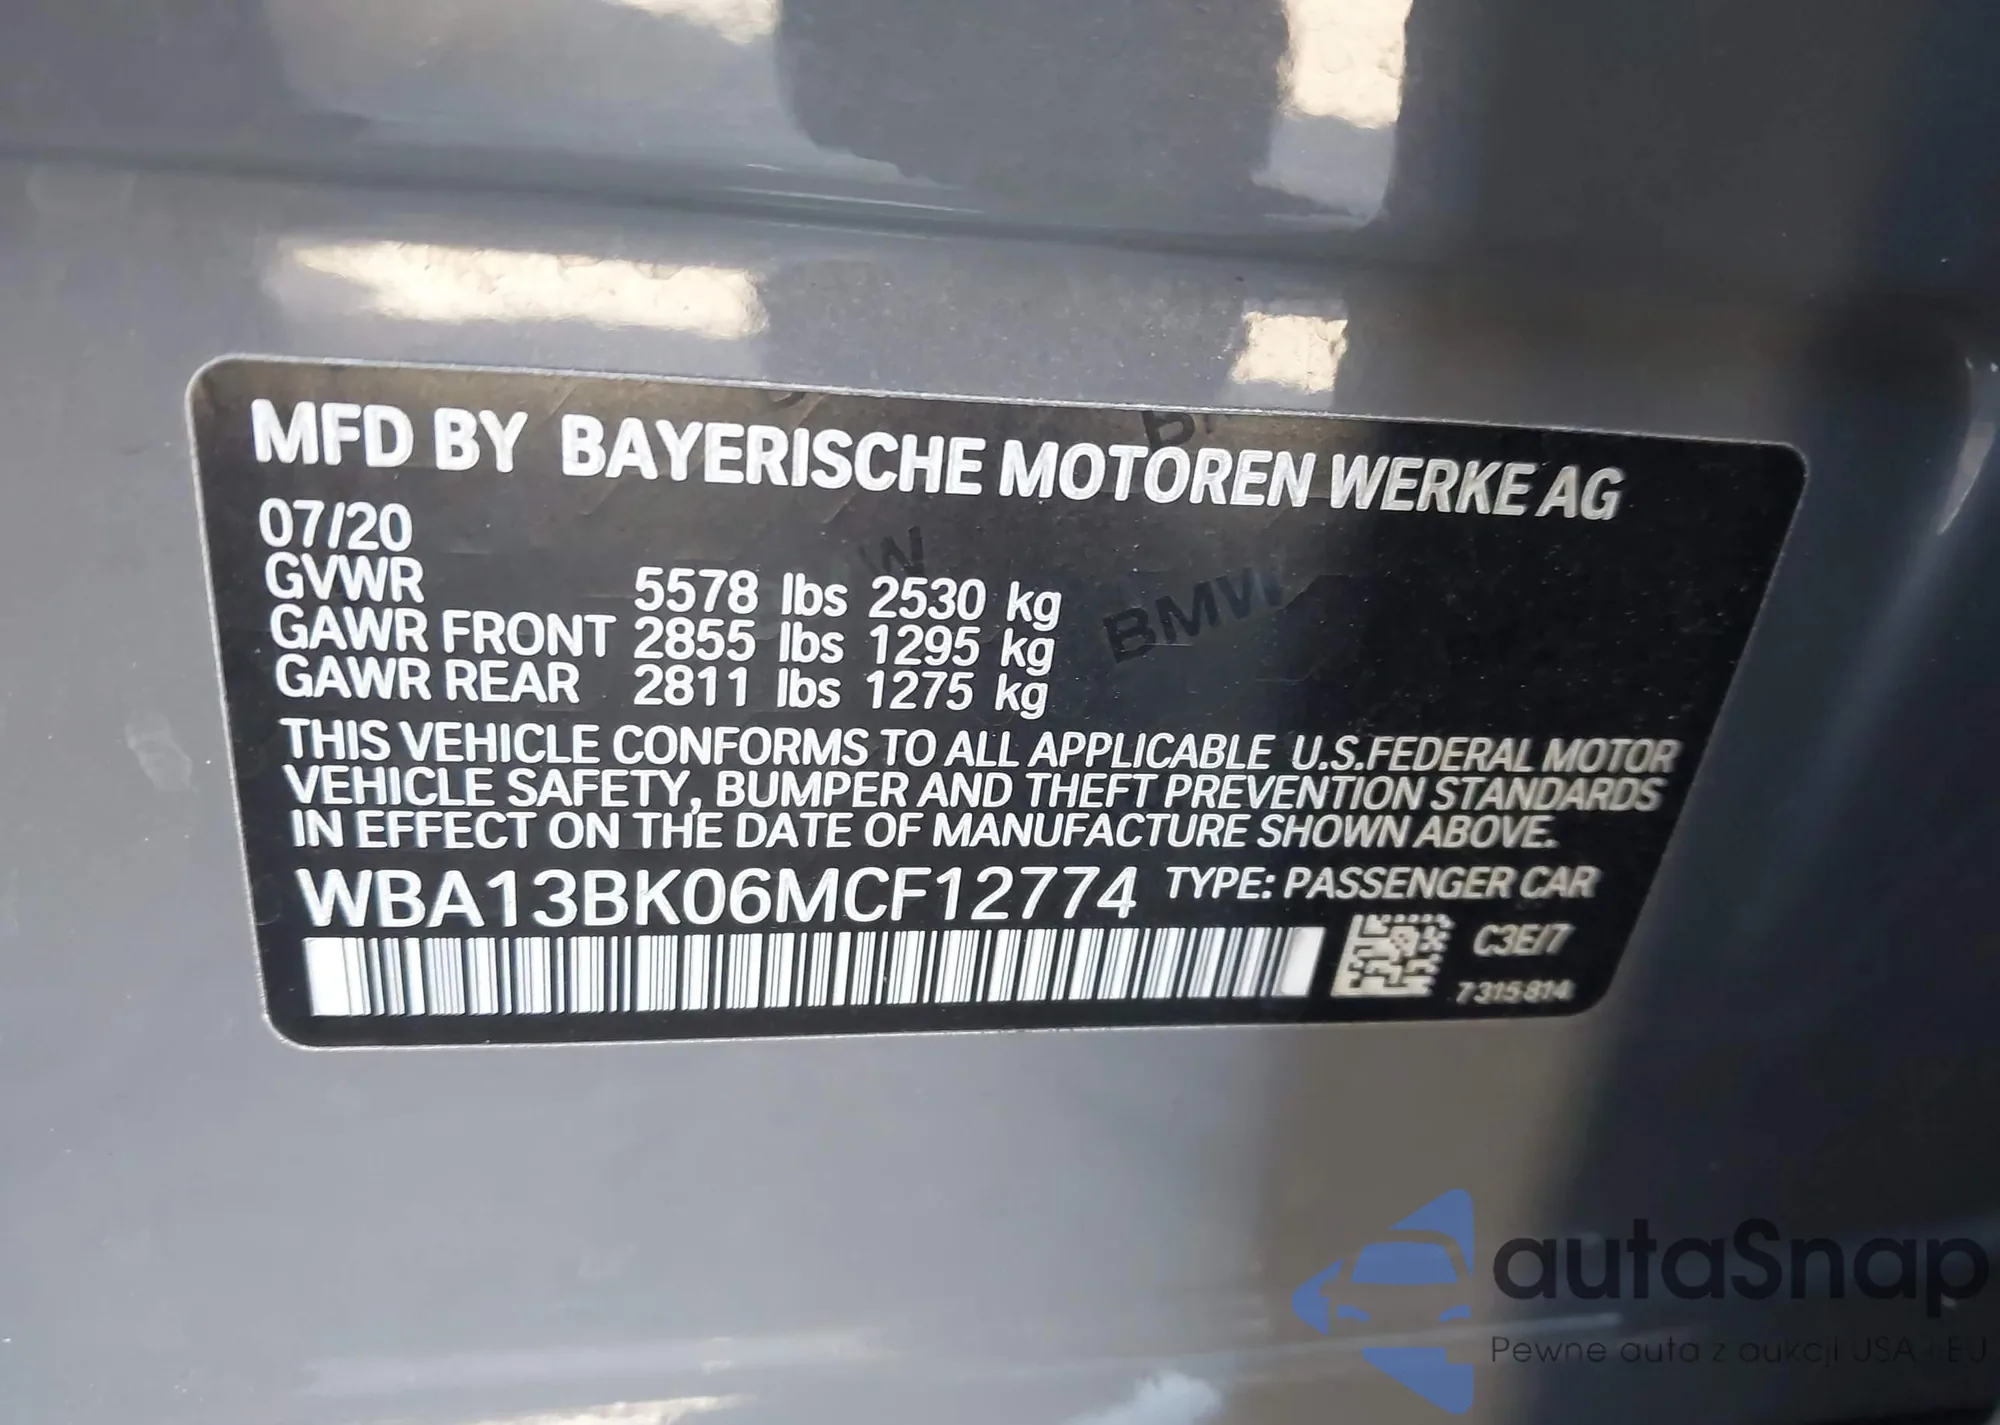 MFD BY BAYERISCHE MOTOREN WERKE AG
07/20
GVWR 5578 lbs 2530 kg
GAWR FRONT 2855 lbs 1295 kg
GAWR REAR 2811 lbs 1275 kg
THIS VEHICLE CONFORMS TO ALL APPLICABLE U.S.FEDERAL MOTOR
VEHICLE SAFETY, BUMPER AND THEFT PREVENTION STANDARDS
IN EFFECT ON THE DATE OF MANUFACTURE SHOWN ABOVE.
WBA13BK06MCF12774 TYPE: PASSENGER CAR
C3E/7
7315814
BMW
autaSnap
Pewne auta z aukcji USA i EU